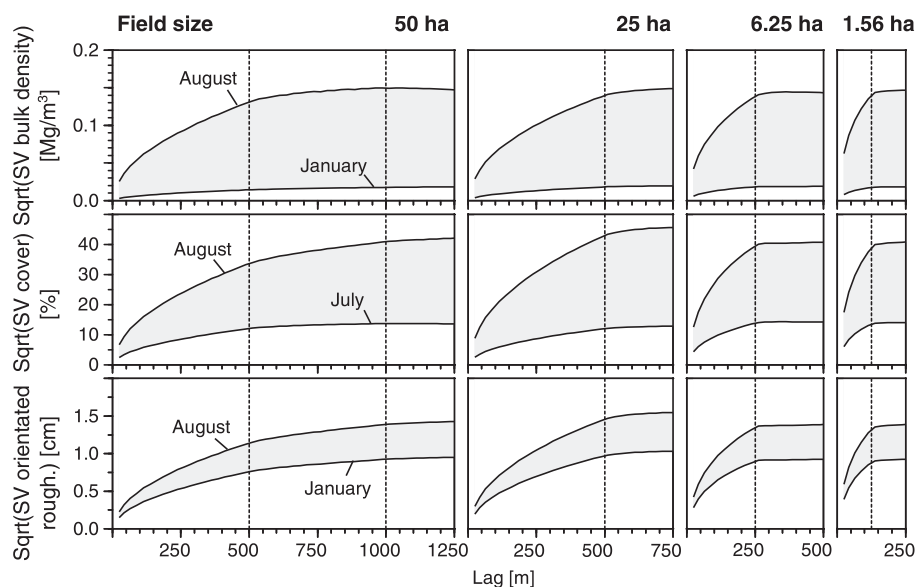 Field size 50 ha 25 ha 6.25 ha 1.56 ha
Sqrt(SV bulk density)
[Mg/m³]
0.2
0.1
0.0
August
January
Sqrt(SV cover)
[%]
40
30
20
10
0
August
July
Sqrt(SV orientated
rough.) [cm]
1.5
1.0
0.5
0.0
August
January
250 500 750 1000 1250 250 500 750 250 500 250
Lag [m]